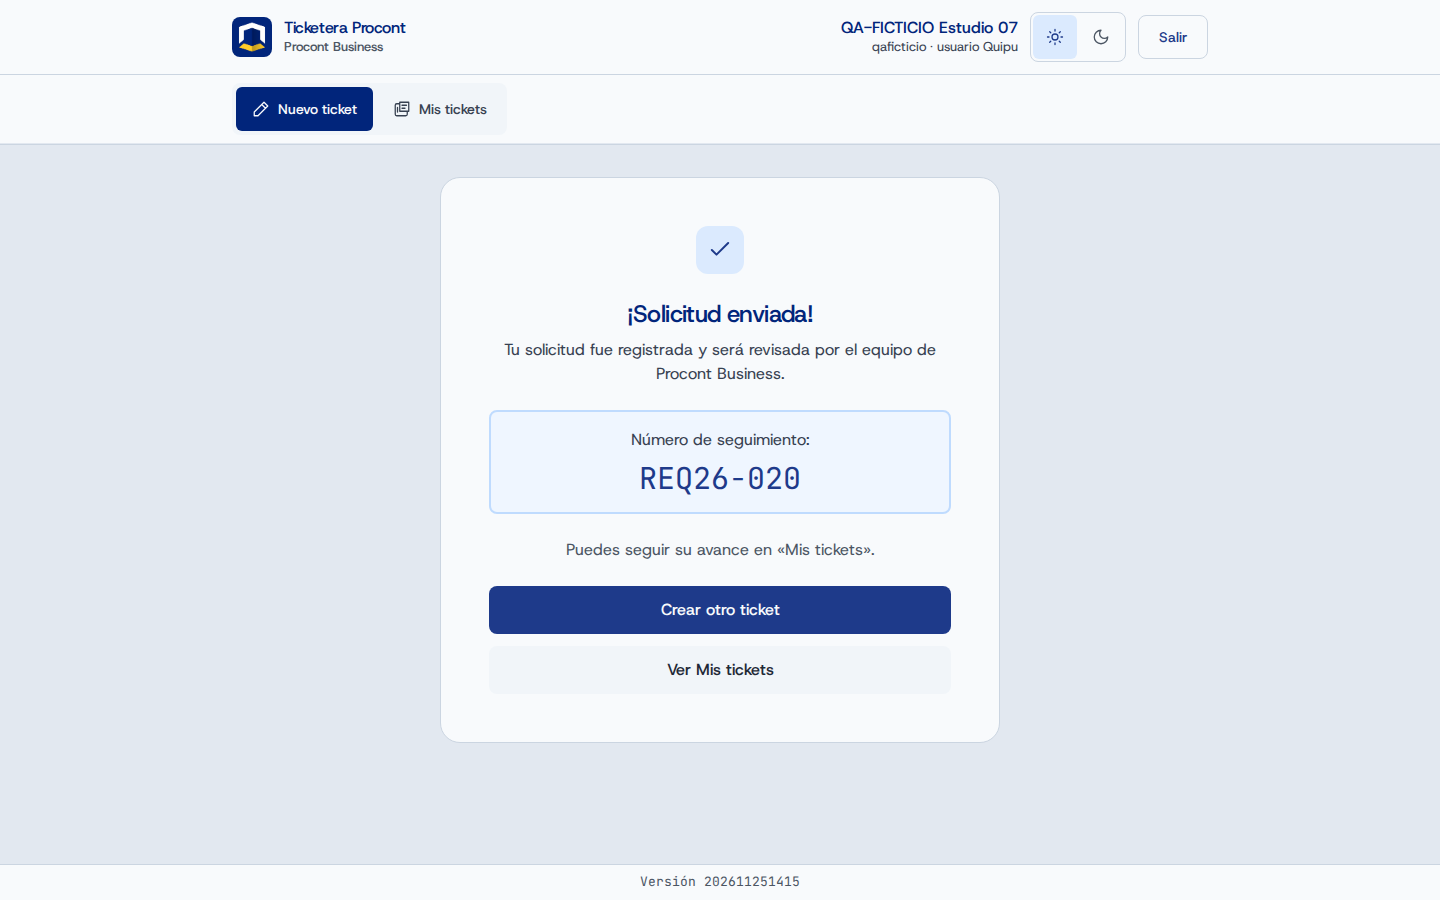 Ticketera Procont
Procont Business
QA-FICTICIO Estudio 07
qaficticio · usuario Quipu
Salir
Nuevo ticket
Mis tickets
¡Solicitud enviada!
Tu solicitud fue registrada y será revisada por el equipo de
Procont Business.
Número de seguimiento:
REQ26-020
Puedes seguir su avance en «Mis tickets».
Crear otro ticket
Ver Mis tickets
Versión 202611251415